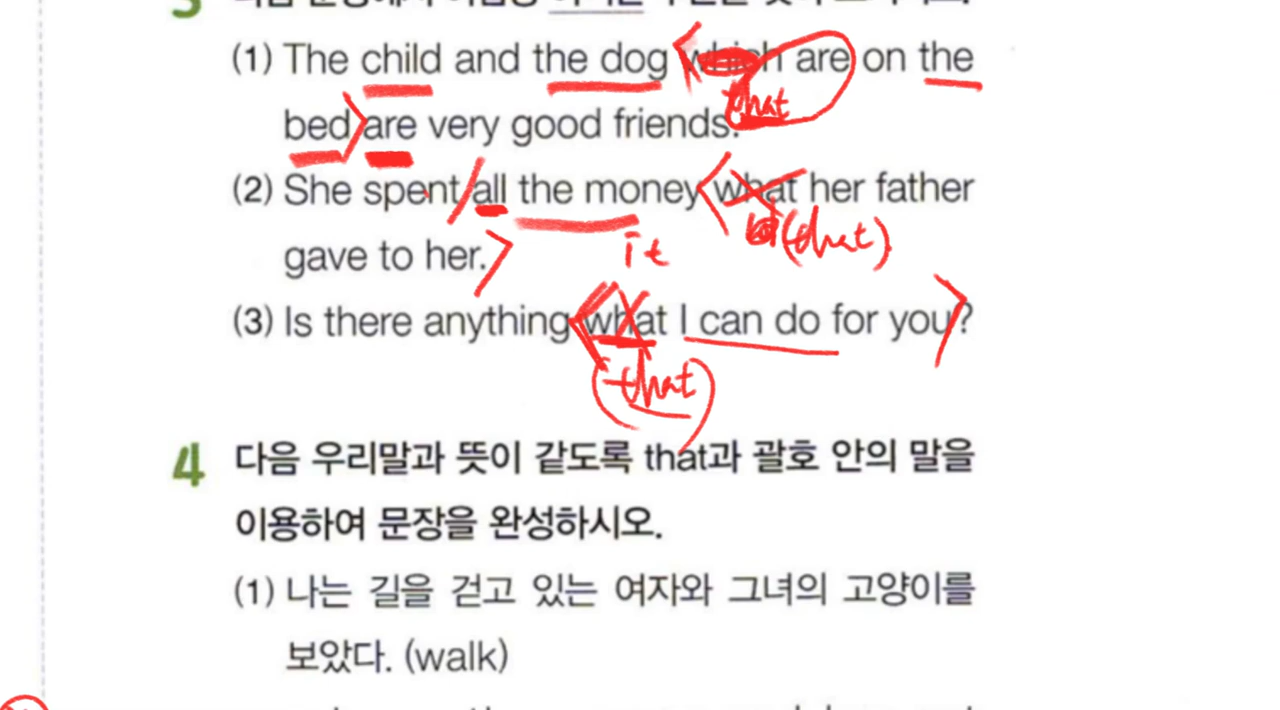 (1) The child and the dog which are on the
that
bed are very good friends.
(2) She spent all the money what her father
(that)
gave to her. it
(3) Is there anything what I can do for you?
(that)
4 다음 우리말과 뜻이 같도록 that과 괄호 안의 말을
이용하여 문장을 완성하시오.
(1) 나는 길을 걷고 있는 여자와 그녀의 고양이를
보았다. (walk)